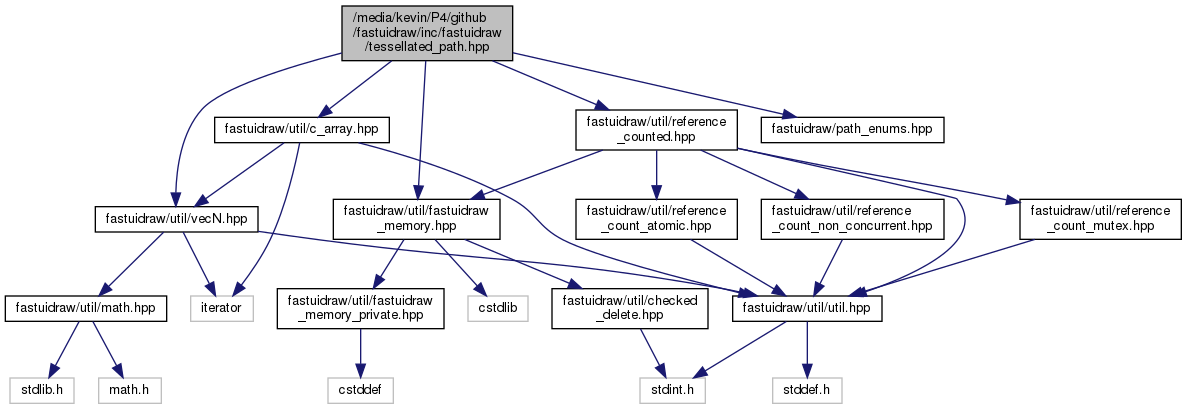 /media/kevin/P4/github
/fastuidraw/inc/fastuidraw
/tessellated_path.hpp
fastuidraw/util/c_array.hpp
fastuidraw/util/reference
_counted.hpp
fastuidraw/path_enums.hpp
fastuidraw/util/vecN.hpp
fastuidraw/util/fastuidraw
_memory.hpp
fastuidraw/util/reference
_count_atomic.hpp
fastuidraw/util/reference
_count_non_concurrent.hpp
fastuidraw/util/reference
_count_mutex.hpp
fastuidraw/util/math.hpp
iterator
fastuidraw/util/fastuidraw
_memory_private.hpp
cstdlib
fastuidraw/util/checked
_delete.hpp
fastuidraw/util/util.hpp
stdlib.h
math.h
cstddef
stdint.h
stddef.h